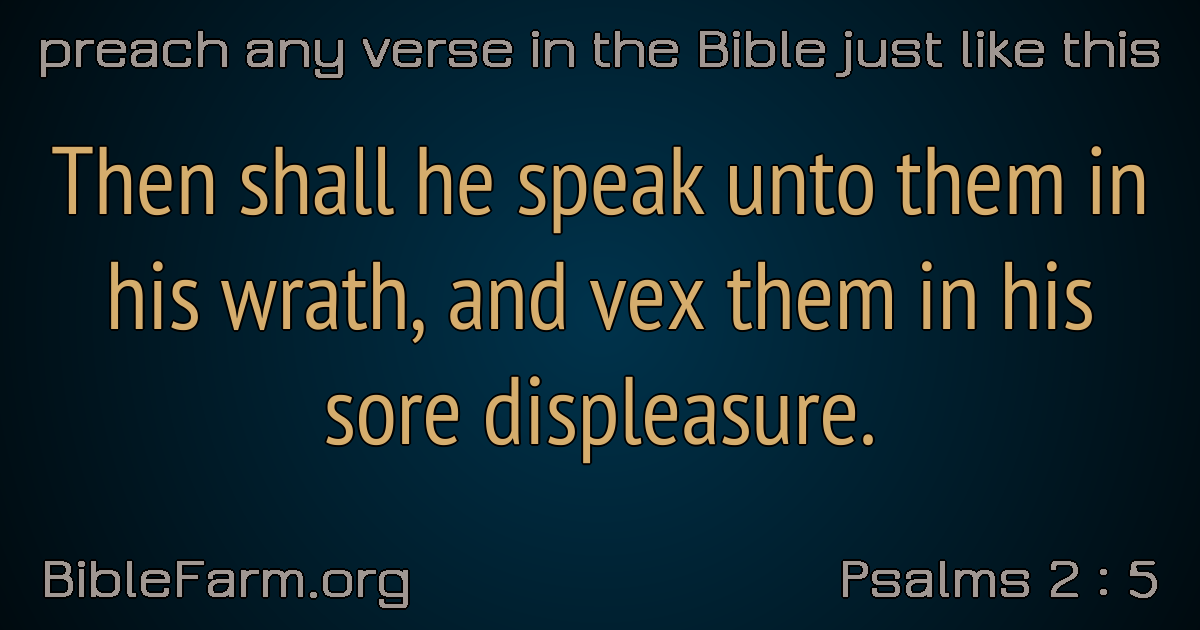 preach any verse in the Bible just like this
Then shall he speak unto them in
his wrath, and vex them in his
sore displeasure.
BibleFarm.org
Psalms 2 : 5